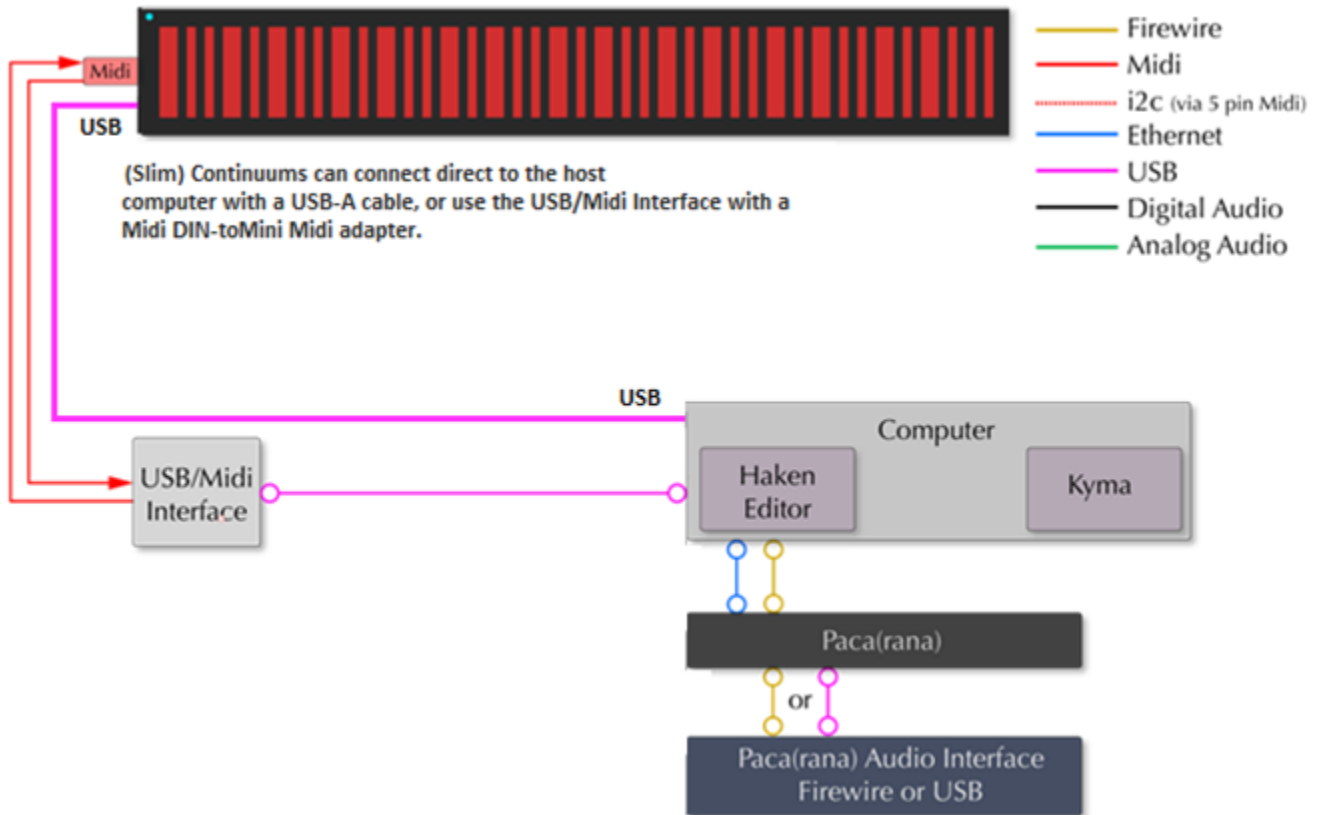 Firewire
Midi
i2c (via 5 pin Midi)
Ethernet
USB
Digital Audio
Analog Audio
Midi
USB
(Slim) Continuums can connect direct to the host
computer with a USB-A cable, or use the USB/Midi Interface with a
Midi DIN-toMini Midi adapter.
USB
Computer
Haken
Editor
Kyma
USB/Midi
Interface
Paca(rana)
or
Paca(rana) Audio Interface
Firewire or USB